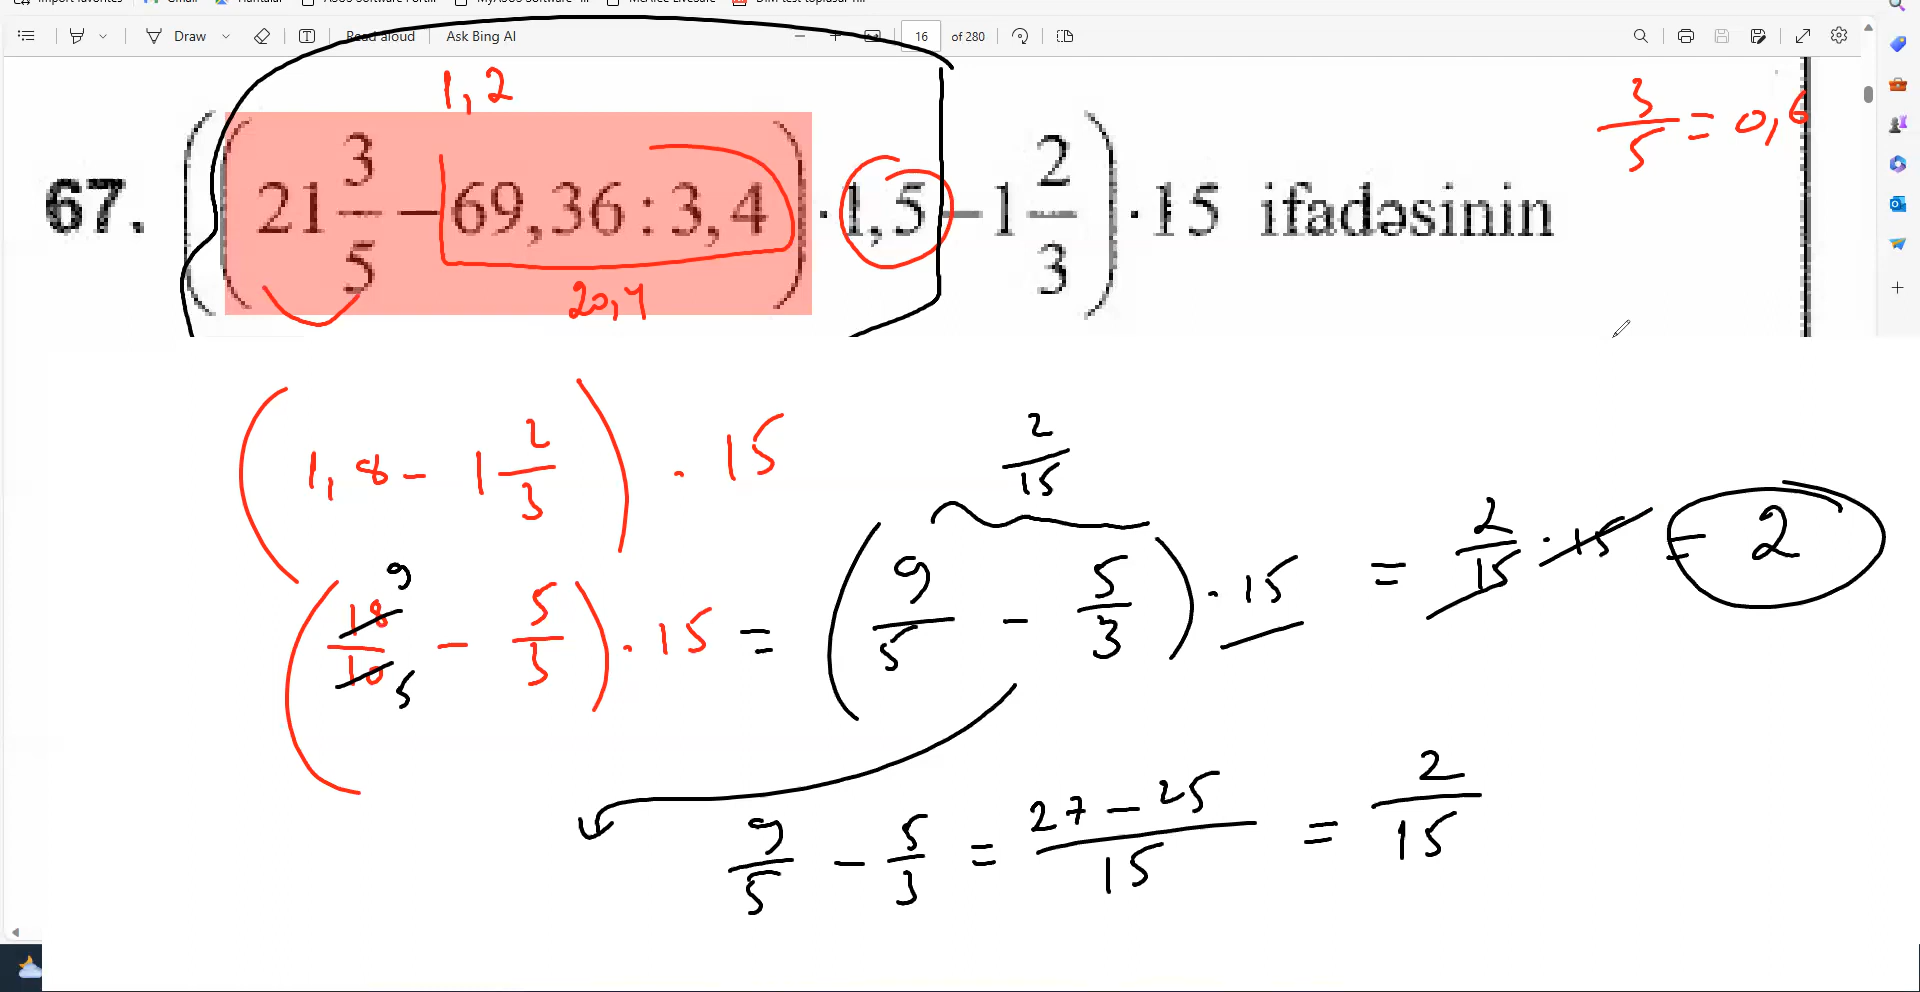 Read aloud Ask Bing AI 16 of 280
Draw
1,2
3/5 = 0,6
67. ((21 3/5 − 69,36 : 3,4) · 1,5 − 1 2/3) · 15 ifadəsinin
20,4
(1,8 − 1 2/3) · 15
2/15
(18/10 − 5/3) · 15 = (9/5 − 5/3) · 15 = 2/15 · 15 = 2
9
5
9/5 − 5/3 = 27 − 25/15 = 2/15